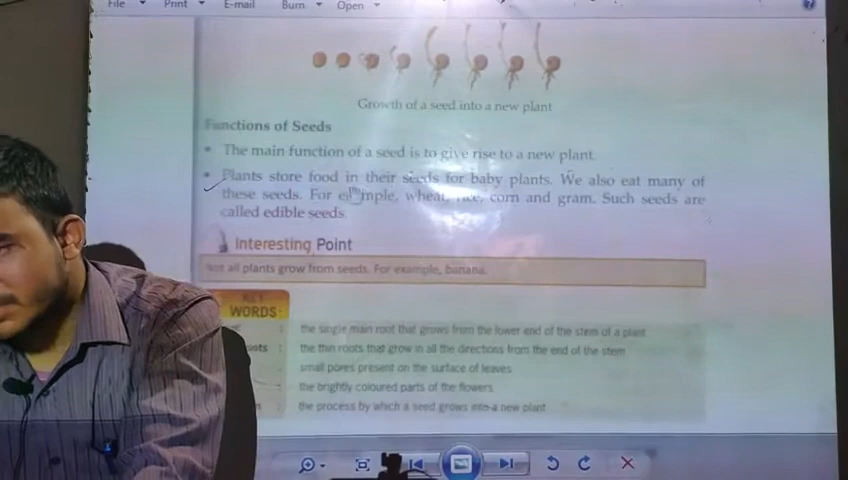 File Print E-mail Burn Open
Growth of a seed into a new plant
Functions of Seeds
• The main function of a seed is to give rise to a new plant.
• Plants store food in their seeds for baby plants. We also eat many of
these seeds. For example, wheat, rice, corn and gram. Such seeds are
called edible seeds.
Interesting Point
Not all plants grow from seeds. For example, banana.
KEY
WORDS
: the single main root that grows from the lower end of the stem of a plant
: the thin roots that grow in all the directions from the end of the stem
small pores present on the surface of leaves
the brightly coloured parts of the flowers
: the process by which a seed grows into a new plant